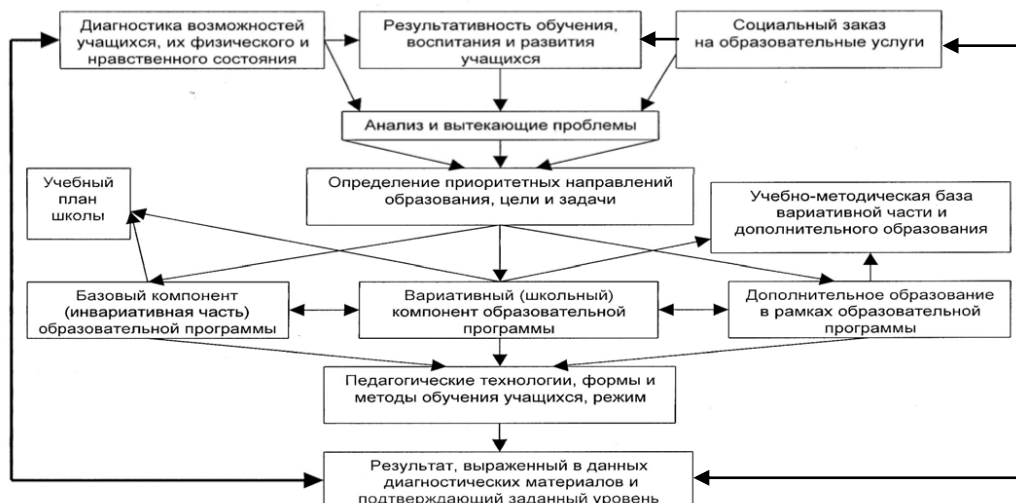 Диагностика возможностей
учащихся, их физического и
нравственного состояния
Результативность обучения,
воспитания и развития
учащихся
Социальный заказ
на образовательные услуги
Анализ и вытекающие проблемы
Учебный
план
школы
Определение приоритетных направлений
образования, цели и задачи
Учебно-методическая база
вариативной части и
дополнительного образования
Базовый компонент
(инвариативная часть)
образовательной программы
Вариативный (школьный)
компонент образовательной
программы
Дополнительное образование
в рамках образовательной
программы
Педагогические технологии, формы и
методы обучения учащихся, режим
Результат, выраженный в данных
диагностических материалов и
подтверждающий заданный уровень